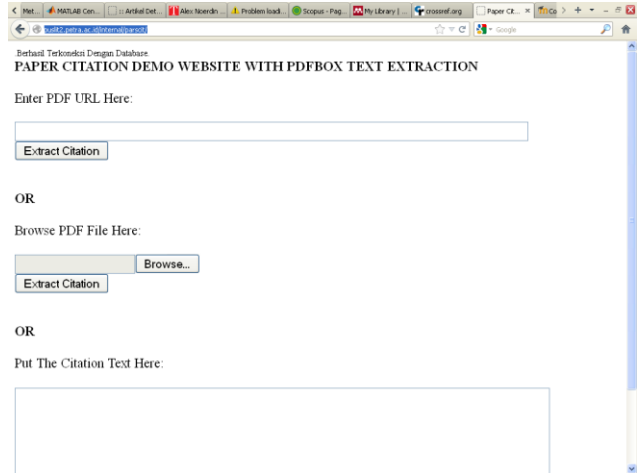 Met... MATLAB Cen... :: Artikel Det... Alex Noerdin ... Problem loadi... Scopus - Pag... My Library | ... crossref.org Paper Cit... × Co
puslit2.petra.ac.id/internal/parscit/ Google
.Berhasil Terkoneksi Dengan Database.
PAPER CITATION DEMO WEBSITE WITH PDFBOX TEXT EXTRACTION
Enter PDF URL Here:
Extract Citation
OR
Browse PDF File Here:
Browse...
Extract Citation
OR
Put The Citation Text Here: